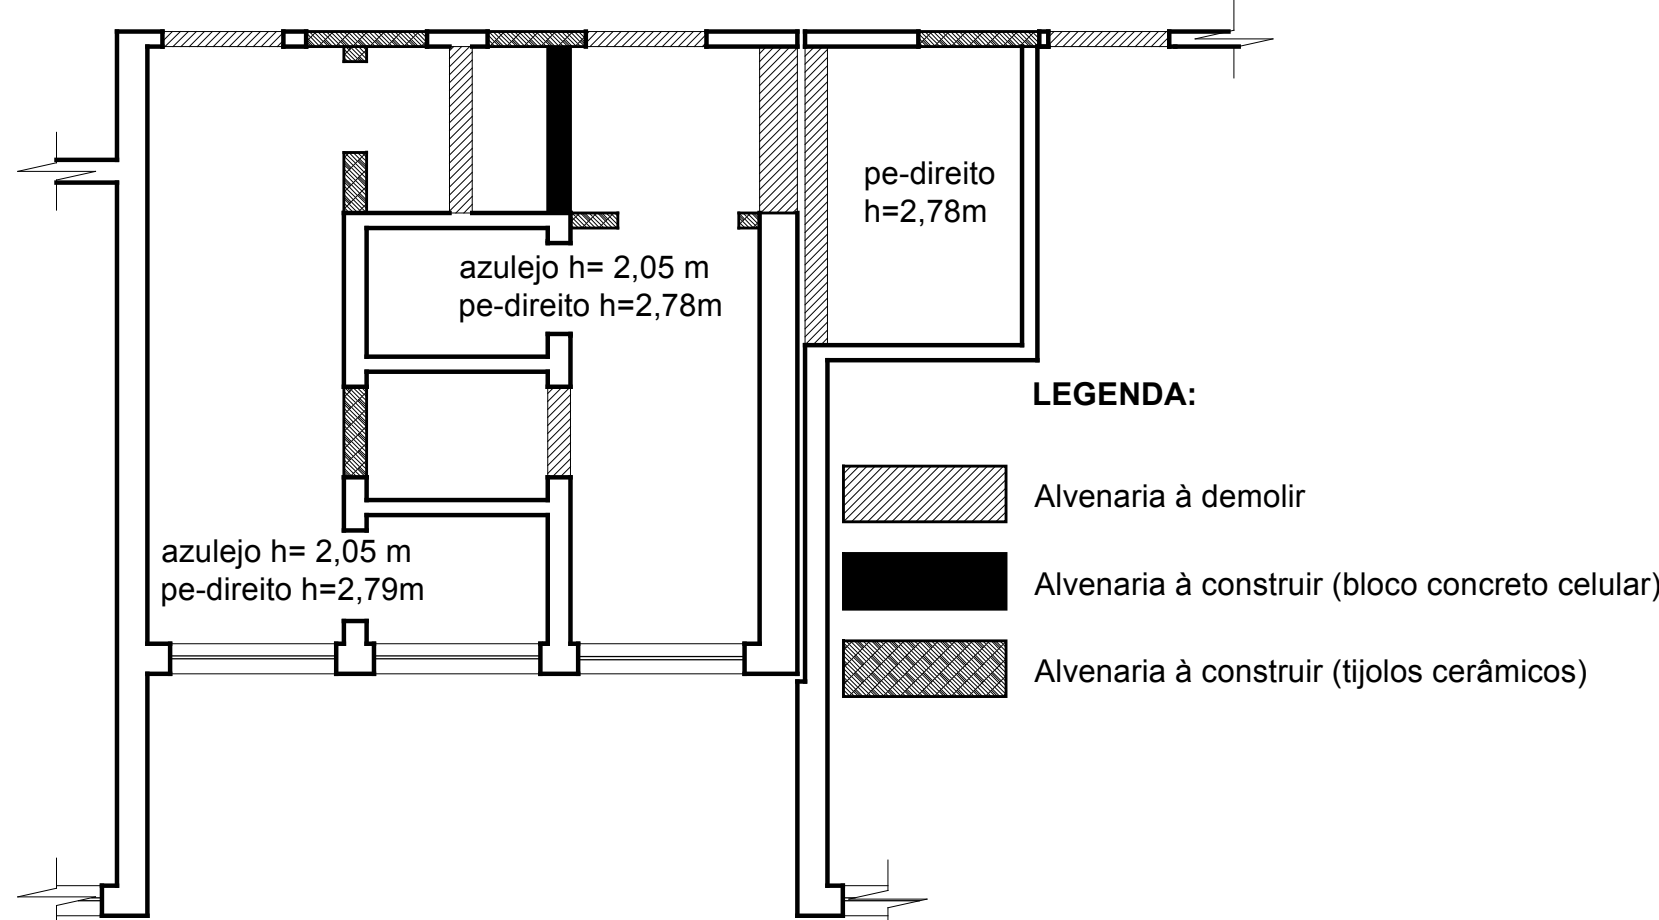 pe-direito
h=2,78m
azulejo h= 2,05 m
pe-direito h=2,78m
LEGENDA:
Alvenaria à demolir
azulejo h= 2,05 m
pe-direito h=2,79m
Alvenaria à construir (bloco concreto celular)
Alvenaria à construir (tijolos cerâmicos)